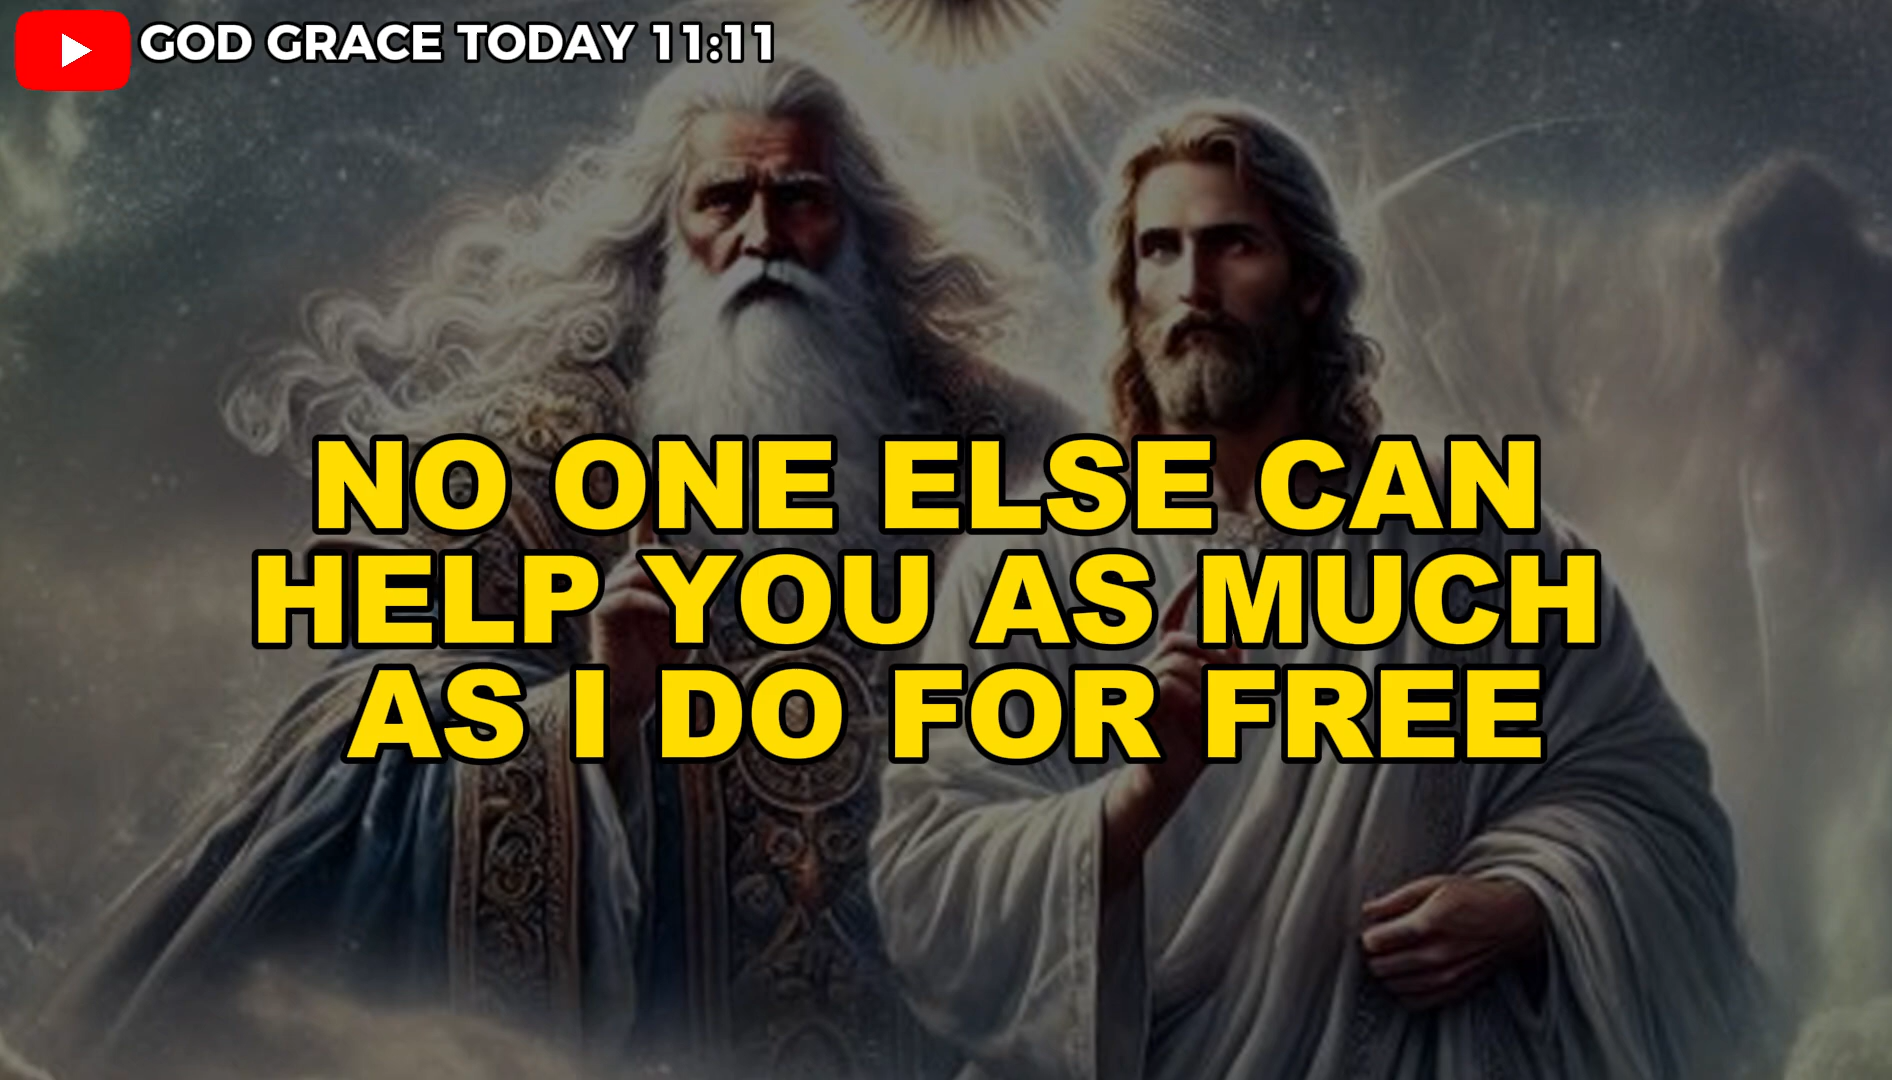 GOD GRACE TODAY 11:11
NO ONE ELSE CAN
HELP YOU AS MUCH
AS I DO FOR FREE